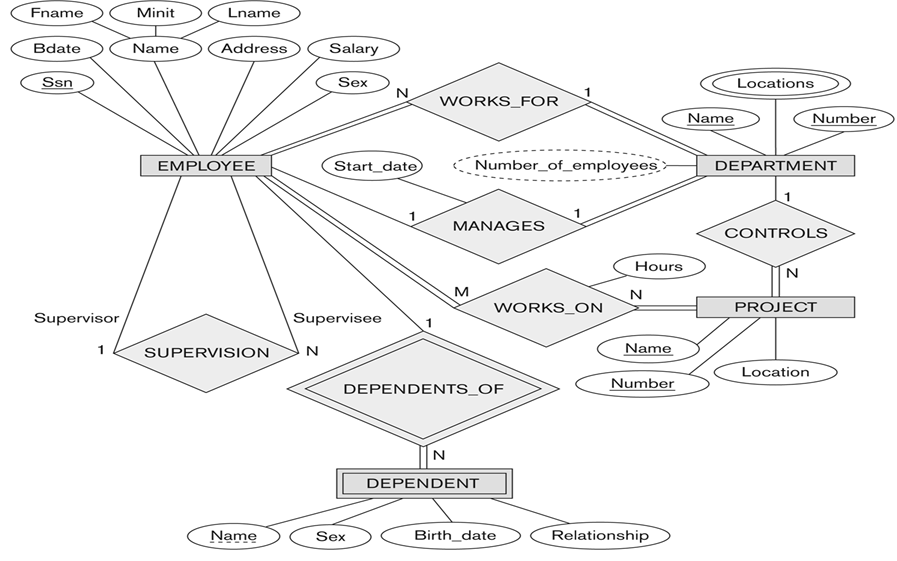 Fname
Minit
Lname
Bdate
Name
Address
Salary
Ssn
Sex
N
WORKS_FOR
1
Locations
Name
Number
EMPLOYEE
Start_date
Number_of_employees
DEPARTMENT
1
MANAGES
1
1
CONTROLS
N
Hours
M
WORKS_ON
N
PROJECT
Supervisor
Supervisee
1
SUPERVISION
N
1
Name
Number
Location
DEPENDENTS_OF
N
DEPENDENT
Name
Sex
Birth_date
Relationship